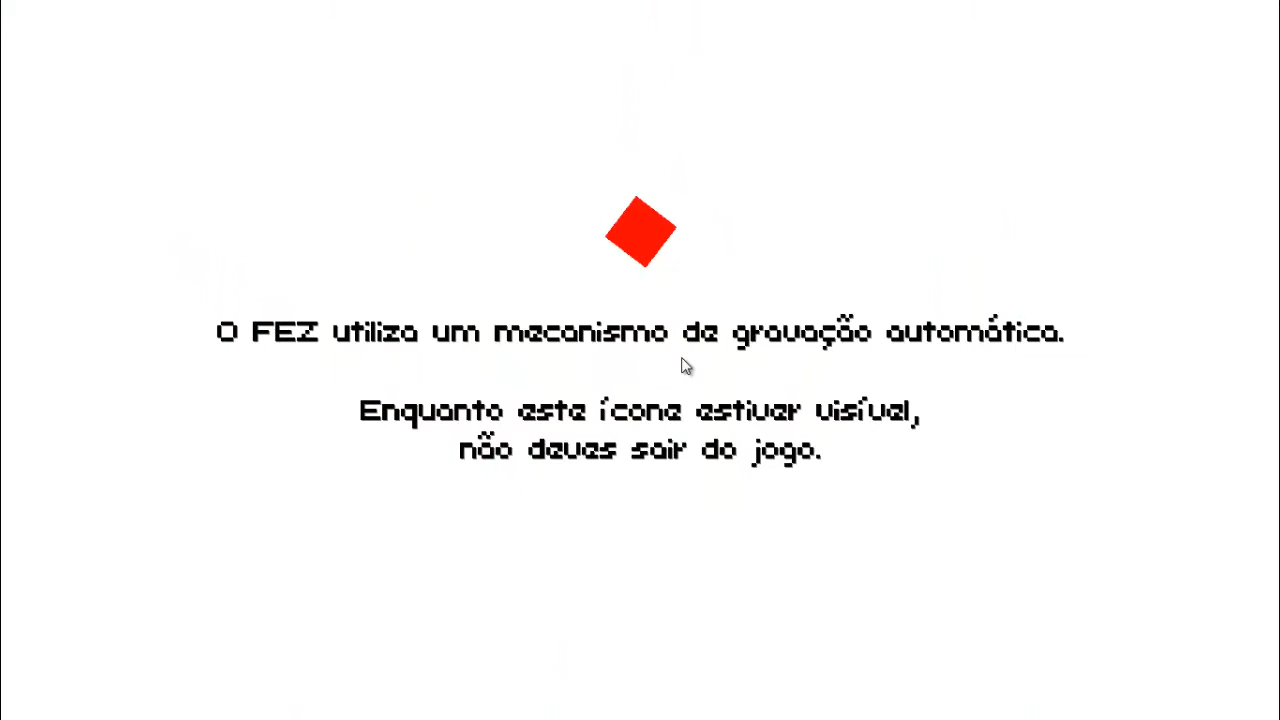 O FEZ utiliza um mecanismo de gravação automática.
Enquanto este ícone estiver visível,
não deves sair do jogo.